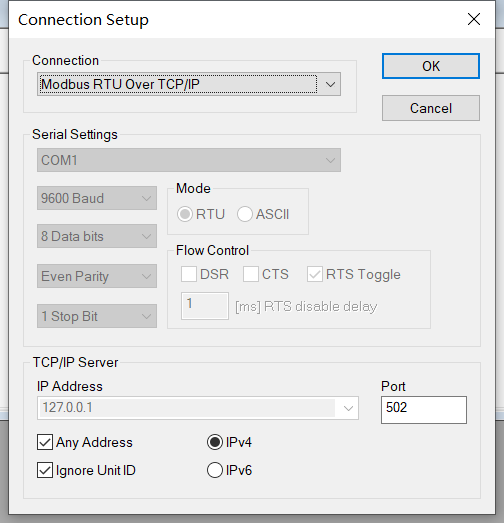 Connection Setup
Connection
OK
Modbus RTU Over TCP/IP
Cancel
Serial Settings
COM1
Mode
9600 Baud
RTU ASCII
8 Data bits
Flow Control
Even Parity
DSR CTS RTS Toggle
1 Stop Bit
1 [ms] RTS disable delay
TCP/IP Server
IP Address Port
127.0.0.1 502
Any Address IPv4
Ignore Unit ID IPv6